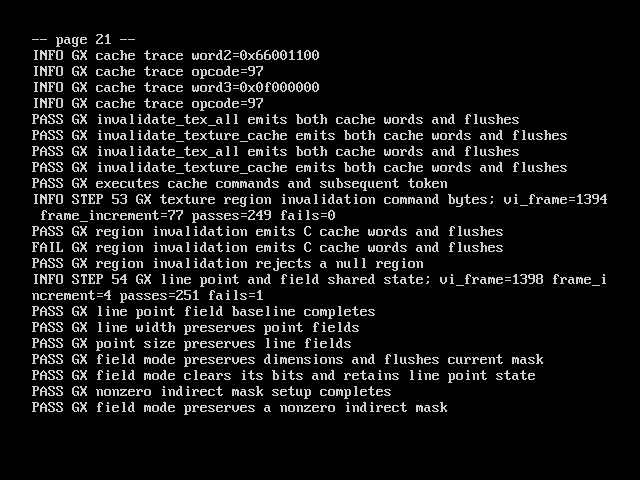 -- page 21 --
INFO GX cache trace word2=0x66001100
INFO GX cache trace opcode=97
INFO GX cache trace word3=0x0f000000
INFO GX cache trace opcode=97
PASS GX invalidate_tex_all emits both cache words and flushes
PASS GX invalidate_texture_cache emits both cache words and flushes
PASS GX invalidate_tex_all emits both cache words and flushes
PASS GX invalidate_texture_cache emits both cache words and flushes
PASS GX executes cache commands and subsequent token
INFO STEP 53 GX texture region invalidation command bytes; vi_frame=1394
 frame_increment=77 passes=249 fails=0
PASS GX region invalidation emits C cache words and flushes
FAIL GX region invalidation emits C cache words and flushes
PASS GX region invalidation rejects a null region
INFO STEP 54 GX line point and field shared state; vi_frame=1398 frame_i
ncrement=4 passes=251 fails=1
PASS GX line point field baseline completes
PASS GX line width preserves point fields
PASS GX point size preserves line fields
PASS GX field mode preserves dimensions and flushes current mask
PASS GX field mode clears its bits and retains line point state
PASS GX nonzero indirect mask setup completes
PASS GX field mode preserves a nonzero indirect mask